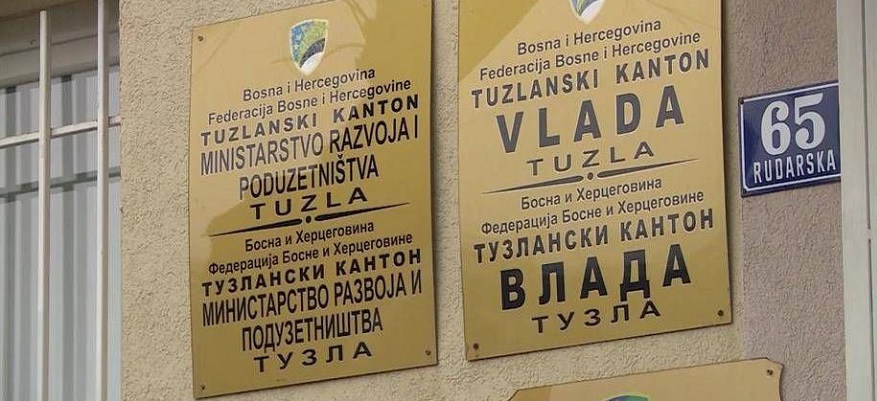 Bosna i Hercegovina
Federacija Bosne i Hercegovine
TUZLANSKI KANTON
MINISTARSTVO RAZVOJA I
PODUZETNIŠTVA
TUZLA
Босна и Херцеговина
Федерација Босне и Херцеговине
ТУЗЛАНСКИ КАНТОН
МИНИСТАРСТВО РАЗВОЈА И
ПОДУЗЕТНИШТВА
ТУЗЛА
Bosna i Hercegovina
Federacija Bosne i Hercegovine
TUZLANSKI KANTON
VLADA
TUZLA
Босна и Херцеговина
Федерација Босне и Херцеговине
ТУЗЛАНСКИ КАНТОН
ВЛАДА
ТУЗЛА
65
RUDARSKA